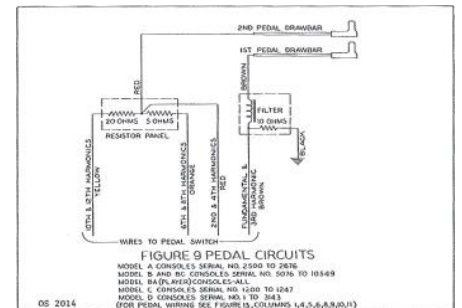 2ND PEDAL DRAWBAR
1ST PEDAL DRAWBAR
RED
BROWN
FILTER
20 OHMS
5 OHMS
10 OHMS
RESISTOR PANEL
BLACK
10TH & 12TH HARMONICS
YELLOW
6TH & 8TH HARMONICS
ORANGE
2ND & 4TH HARMONICS
RED
FUNDAMENTAL &
3RD HARMONIC
BROWN
WIRES TO PEDAL SWITCH
FIGURE 9 PEDAL CIRCUITS
MODEL A CONSOLES SERIAL NO. 2500 TO 2676
MODEL B AND BC CONSOLES SERIAL NO. 5076 TO 10549
MODEL BA (PLAYER) CONSOLES-ALL
MODEL C CONSOLES SERIAL NO. 1200 TO 1247
MODEL D CONSOLES SERIAL NO. 1 TO 3143
(FOR PEDAL WIRING SEE FIGURE 13, COLUMNS 1,4,5,6,8,9,10,11)
OS 2014